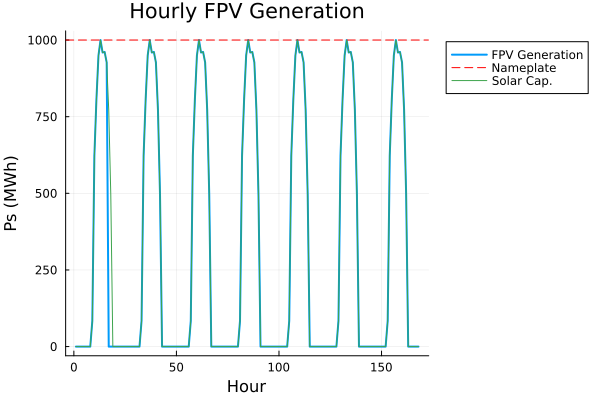 Hourly FPV Generation
Ps (MWh)
1000
750
500
250
0
0 50 100 150
Hour
FPV Generation
Nameplate
Solar Cap.